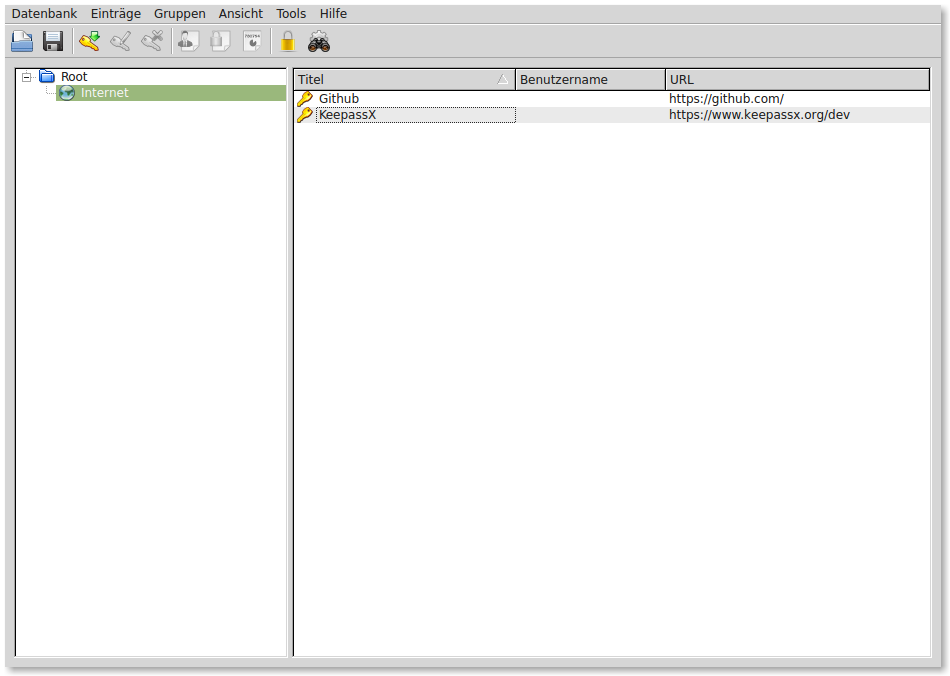 Datenbank Einträge Gruppen Ansicht Tools Hilfe
Root
Internet
Titel Benutzername URL
Github https://github.com/
KeepassX https://www.keepassx.org/dev